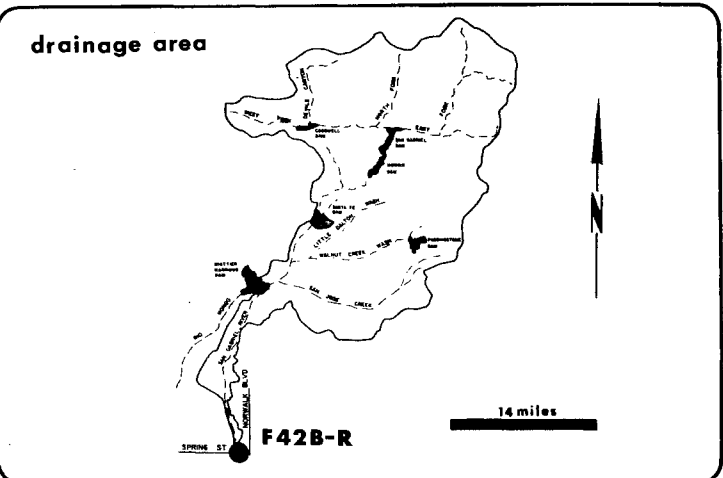 drainage area
DEVILS CANYON
NORTH FORK
FORK
WEST FORK
EAST
COGSWELL
DAM
SAN GABRIEL
DAM
MORRIS
DAM
SANTA FE
DAM
LITTLE DALTON WASH
WALNUT CREEK WASH
PUDDINGSTONE
DAM
WHITTIER
NARROWS
DAM
SAN JOSE CREEK
RIO HONDO
SAN GABRIEL RIVER
NORWALK BLVD
SPRING ST
F42B-R
N
14 miles